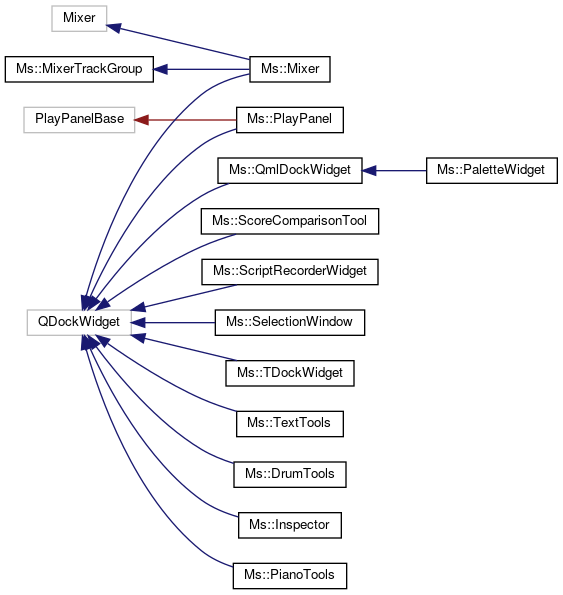 Mixer
Ms::MixerTrackGroup
Ms::Mixer
PlayPanelBase
Ms::PlayPanel
Ms::QmlDockWidget
Ms::PaletteWidget
Ms::ScoreComparisonTool
Ms::ScriptRecorderWidget
QDockWidget
Ms::SelectionWindow
Ms::TDockWidget
Ms::TextTools
Ms::DrumTools
Ms::Inspector
Ms::PianoTools